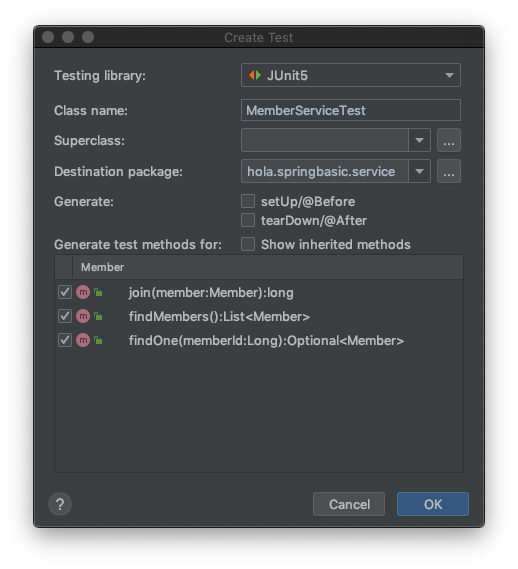 Create Test
Testing library: JUnit5
Class name: MemberServiceTest
Superclass: ...
Destination package: hola.springbasic.service ...
Generate: setUp/@Before
tearDown/@After
Generate test methods for: Show inherited methods
Member
m join(member:Member):long
m findMembers():List<Member>
m findOne(memberId:Long):Optional<Member>
? Cancel OK